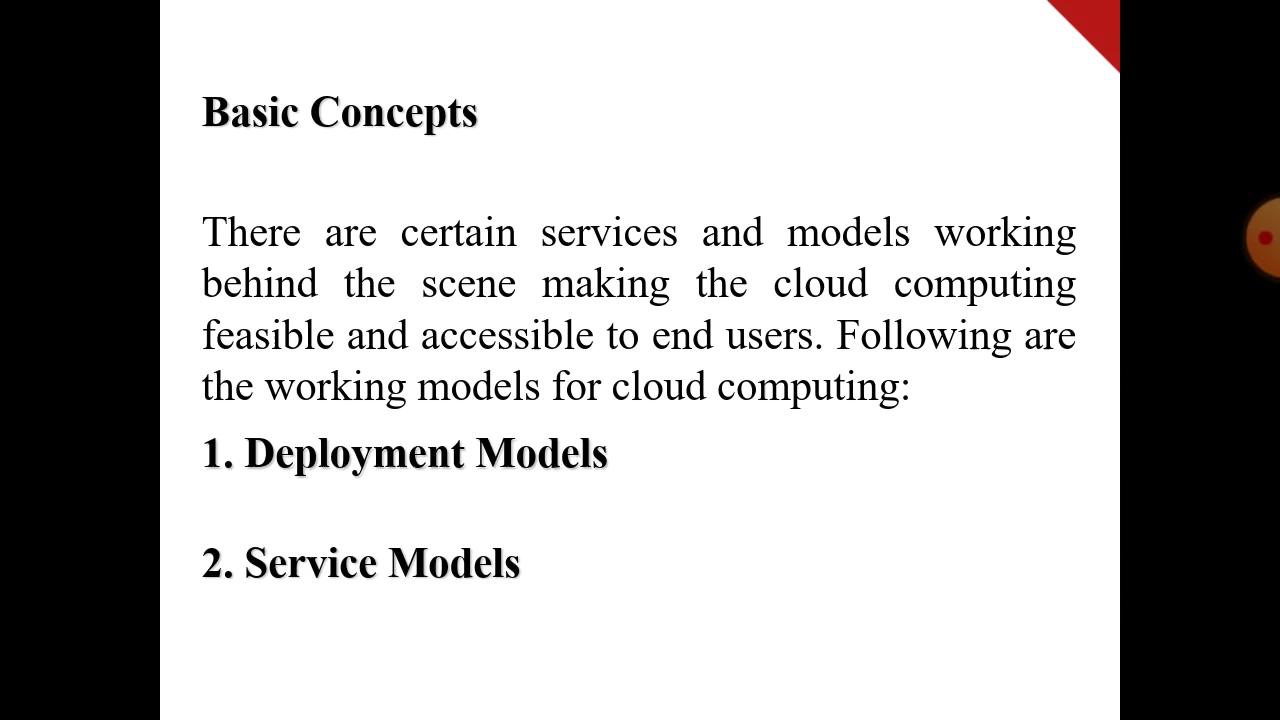 Basic Concepts
There are certain services and models working
behind the scene making the cloud computing
feasible and accessible to end users. Following are
the working models for cloud computing:
1. Deployment Models
2. Service Models